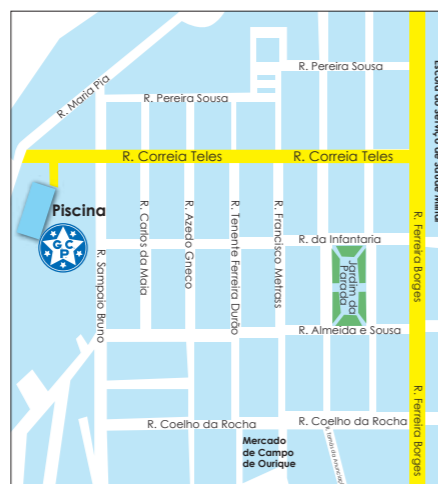 R. Pereira Sousa
R. Maria Pia
R. Pereira Sousa
R. Correia Teles
R. Correia Teles
Piscina
GCP
R. Sampaio Bruno
R. Carlos da Maia
R. Azedo Gneco
R. Tenente Ferreira Durão
R. Francisco Metrass
R. da Infantaria
Jardim da
Parada
R. Ferreira Borges
R. Almeida e Sousa
R. Coelho da Rocha
R. Coelho da Rocha
R. Ferreira Borges
Mercado
de Campo
de Ourique